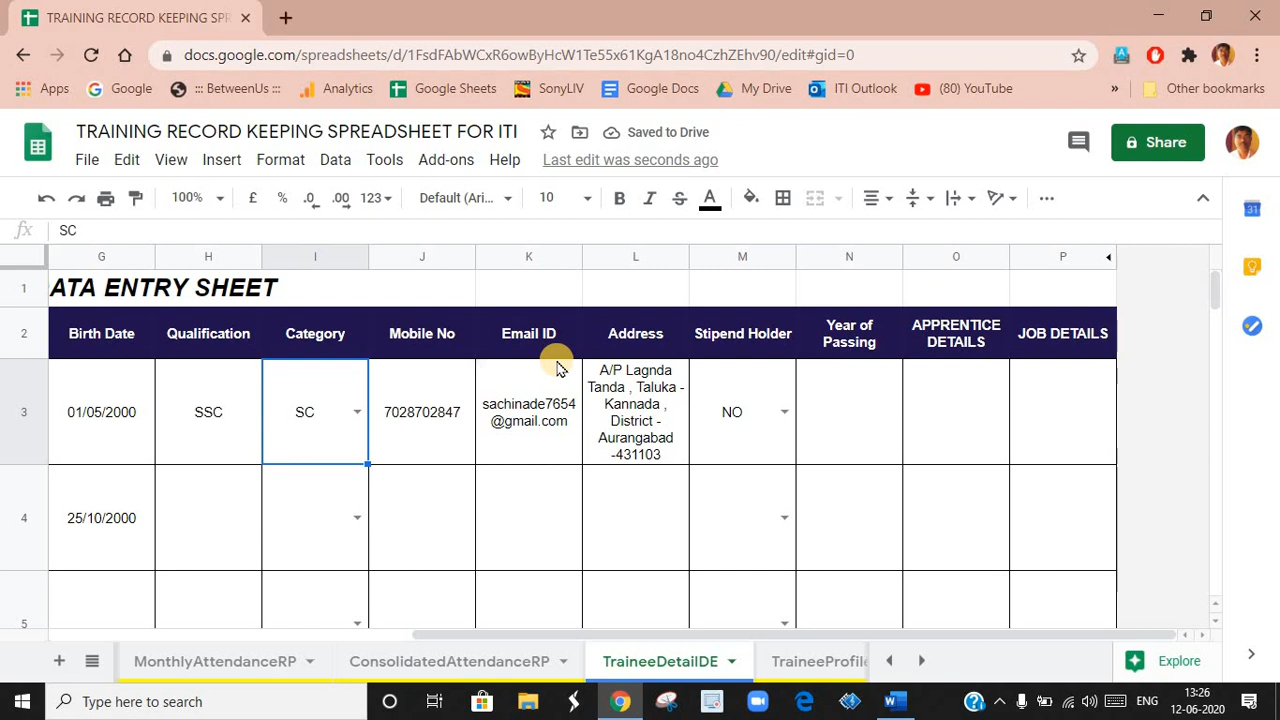 TRAINING RECORD KEEPING SPR
docs.google.com/spreadsheets/d/1FsdFAbWCxR6owByHcW1Te55x61KgA18no4CzhZEhv90/edit#gid=0
Apps Google ::: BetweenUs : Analytics Google Sheets SonyLIV Google Docs My Drive ITI Outlook (80) YouTube » Other bookmarks
TRAINING RECORD KEEPING SPREADSHEET FOR ITI Saved to Drive
Share
File Edit View Insert Format Data Tools Add-ons Help Last edit was seconds ago
100% £ % .0 .00 123 Default (Ari... 10 B I S A
fx SC
31
G H I J K L M N O P
1 ATA ENTRY SHEET
2 Birth Date Qualification Category Mobile No Email ID Address Stipend Holder Year of Passing APPRENTICE DETAILS JOB DETAILS
3 01/05/2000 SSC SC 7028702847 sachinade7654@gmail.com A/P Lagnda Tanda , Taluka - Kannada , District - Aurangabad -431103 NO
4 25/10/2000
5
MonthlyAttendanceRP ConsolidatedAttendanceRP TraineeDetailDE TraineeProfil Explore
Type here to search
ENG
13:26
12-06-2020